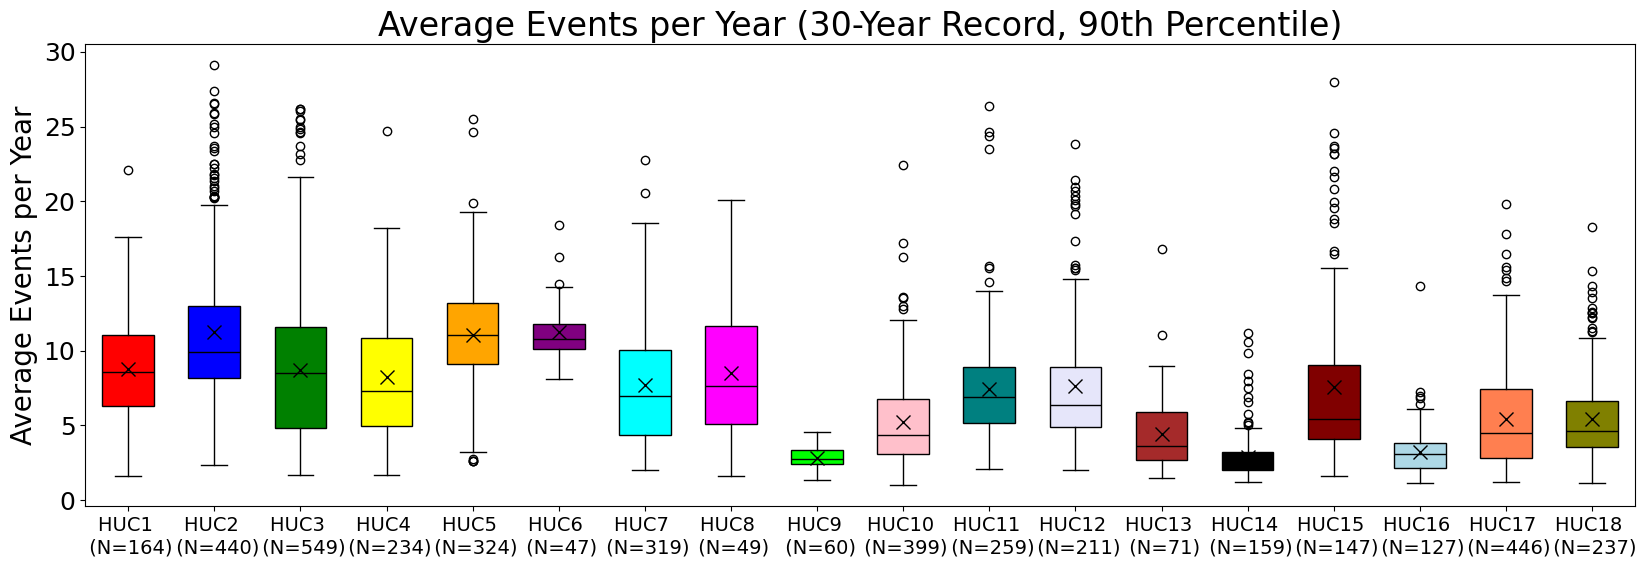 Average Events per Year (30-Year Record, 90th Percentile)
Average Events per Year
30
25
20
15
10
5
0
HUC1 HUC2 HUC3 HUC4 HUC5 HUC6 HUC7 HUC8 HUC9 HUC10 HUC11 HUC12 HUC13 HUC14 HUC15 HUC16 HUC17 HUC18
(N=164) (N=440) (N=549) (N=234) (N=324) (N=47) (N=319) (N=49) (N=60) (N=399) (N=259) (N=211) (N=71) (N=159) (N=147) (N=127) (N=446) (N=237)